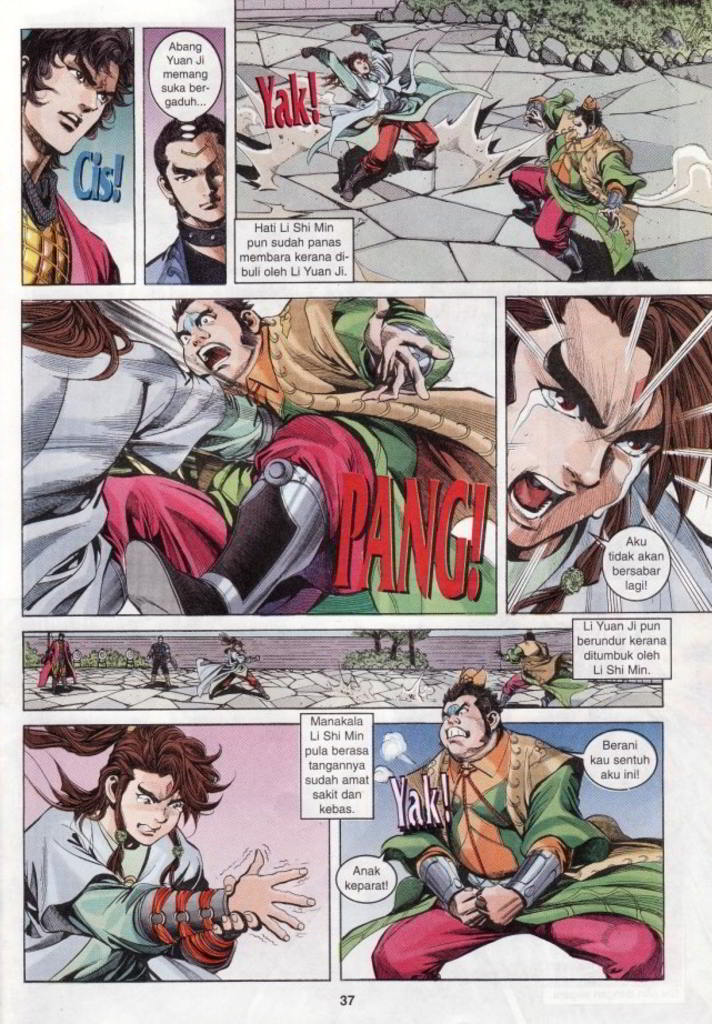 Cis!
Abang
Yuan Ji
memang
suka ber-
gaduh...
Yak!
Hati Li Shi Min
pun sudah panas
membara kerana di-
buli oleh Li Yuan Ji.
PANG!
Aku
tidak akan
bersabar
lagi!
Li Yuan Ji pun
berundur kerana
ditumbuk oleh
Li Shi Min.
Manakala
Li Shi Min
pula berasa
tangannya
sudah amat
sakit dan
kebas.
Yak!
Berani
kau sentuh
aku ini!
Anak
keparat!
37